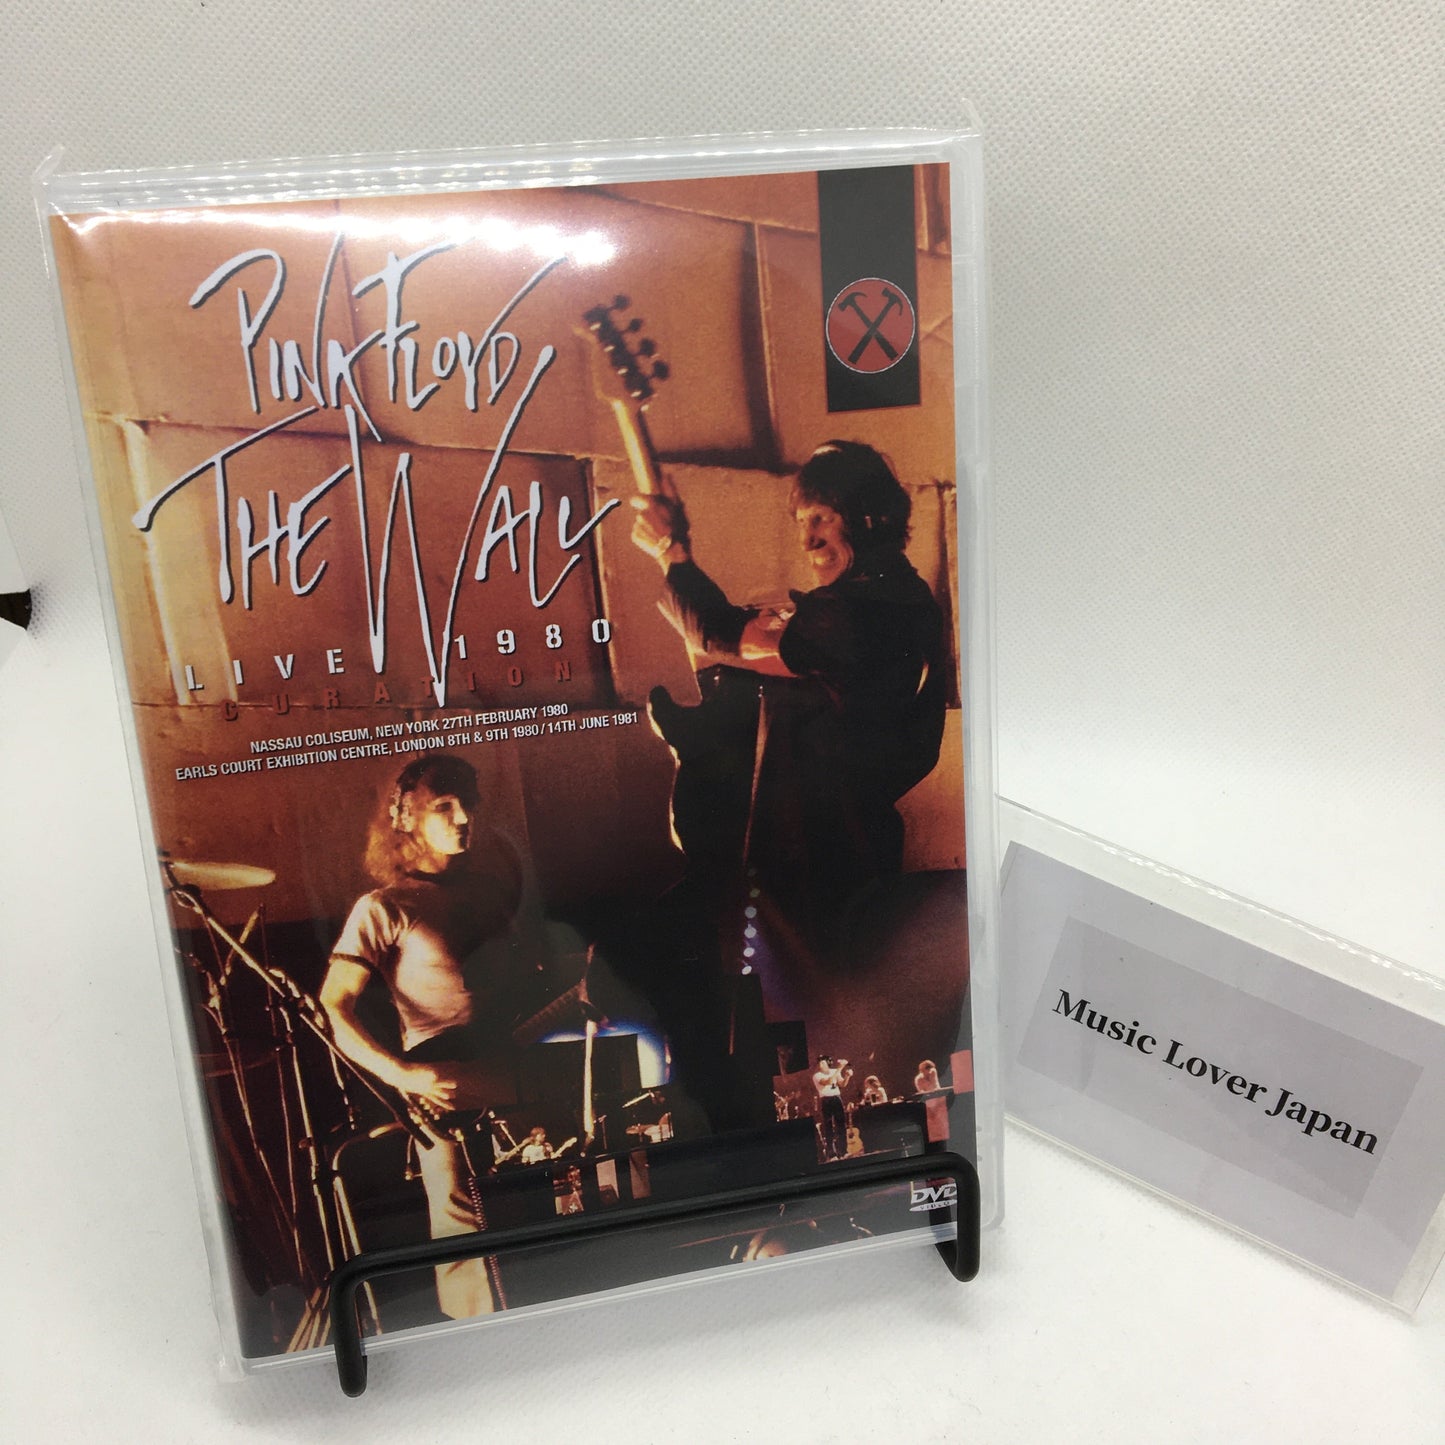 PINK FLOYD
THE WALL
LIVE 1980
CURATION
NASSAU COLISEUM, NEW YORK 27TH FEBRUARY 1980
EARLS COURT EXHIBITION CENTRE, LONDON 8TH & 9TH 1980 / 14TH JUNE 1981
DVD
VIDEO
Music Lover Japan